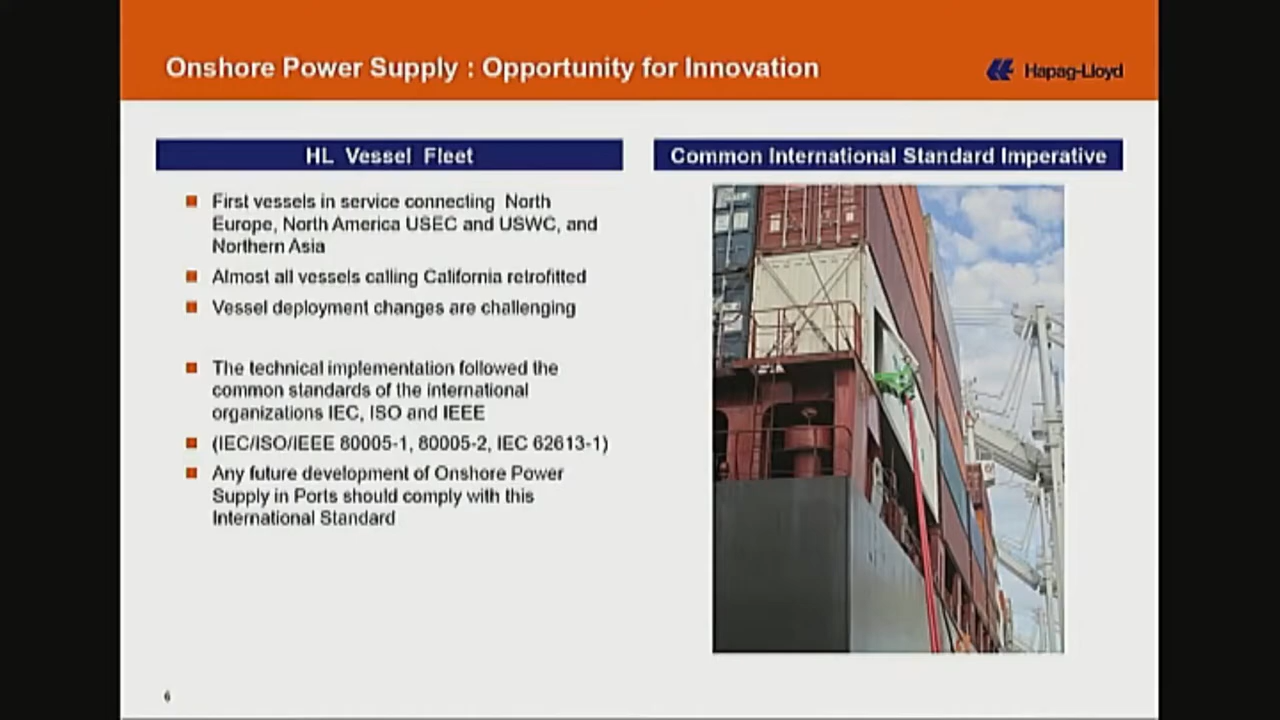 Onshore Power Supply : Opportunity for Innovation
Hapag-Lloyd
HL Vessel Fleet
First vessels in service connecting North
Europe, North America USEC and USWC, and
Northern Asia
Almost all vessels calling California retrofitted
Vessel deployment changes are challenging
The technical implementation followed the
common standards of the international
organizations IEC, ISO and IEEE
(IEC/ISO/IEEE 80005-1, 80005-2, IEC 62613-1)
Any future development of Onshore Power
Supply in Ports should comply with this
International Standard
Common International Standard Imperative
6